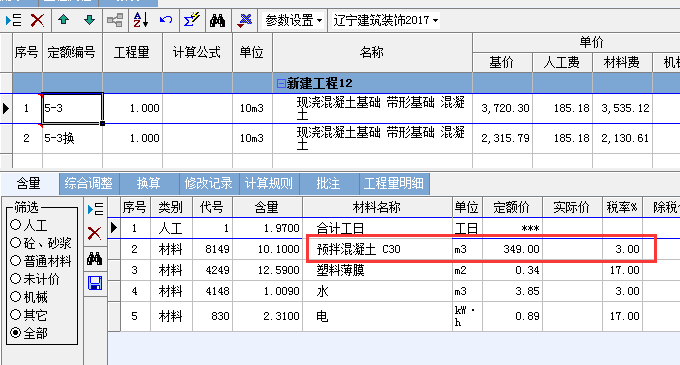 参数设置 辽宁建筑装饰2017
序号 定额编号 工程量 计算公式 单位 名称 单价
基价 人工费 材料费
新建工程12
1 5-3 1.000 10m3 现浇混凝土基础 带形基础 混凝土 3,720.30 185.18 3,535.12
2 5-3换 1.000 10m3 现浇混凝土基础 带形基础 混凝土 2,315.79 185.18 2,130.61
含量 综合调整 换算 修改记录 计算规则 批注 工程量明细
筛选
人工
砼、砂浆
普通材料
未计价
机械
其它
全部
序号 类别 代号 含量 材料名称 单位 定额价 实际价 税率% 除税
1 人工 1 1.9700 合计工日 工日 ***
2 材料 8149 10.1000 预拌混凝土 C30 m3 349.00 3.00
3 材料 4249 12.5900 塑料薄膜 m2 0.34 17.00
4 材料 4148 1.0090 水 m3 3.85 3.00
5 材料 830 2.3100 电 kW·h 0.89 17.00